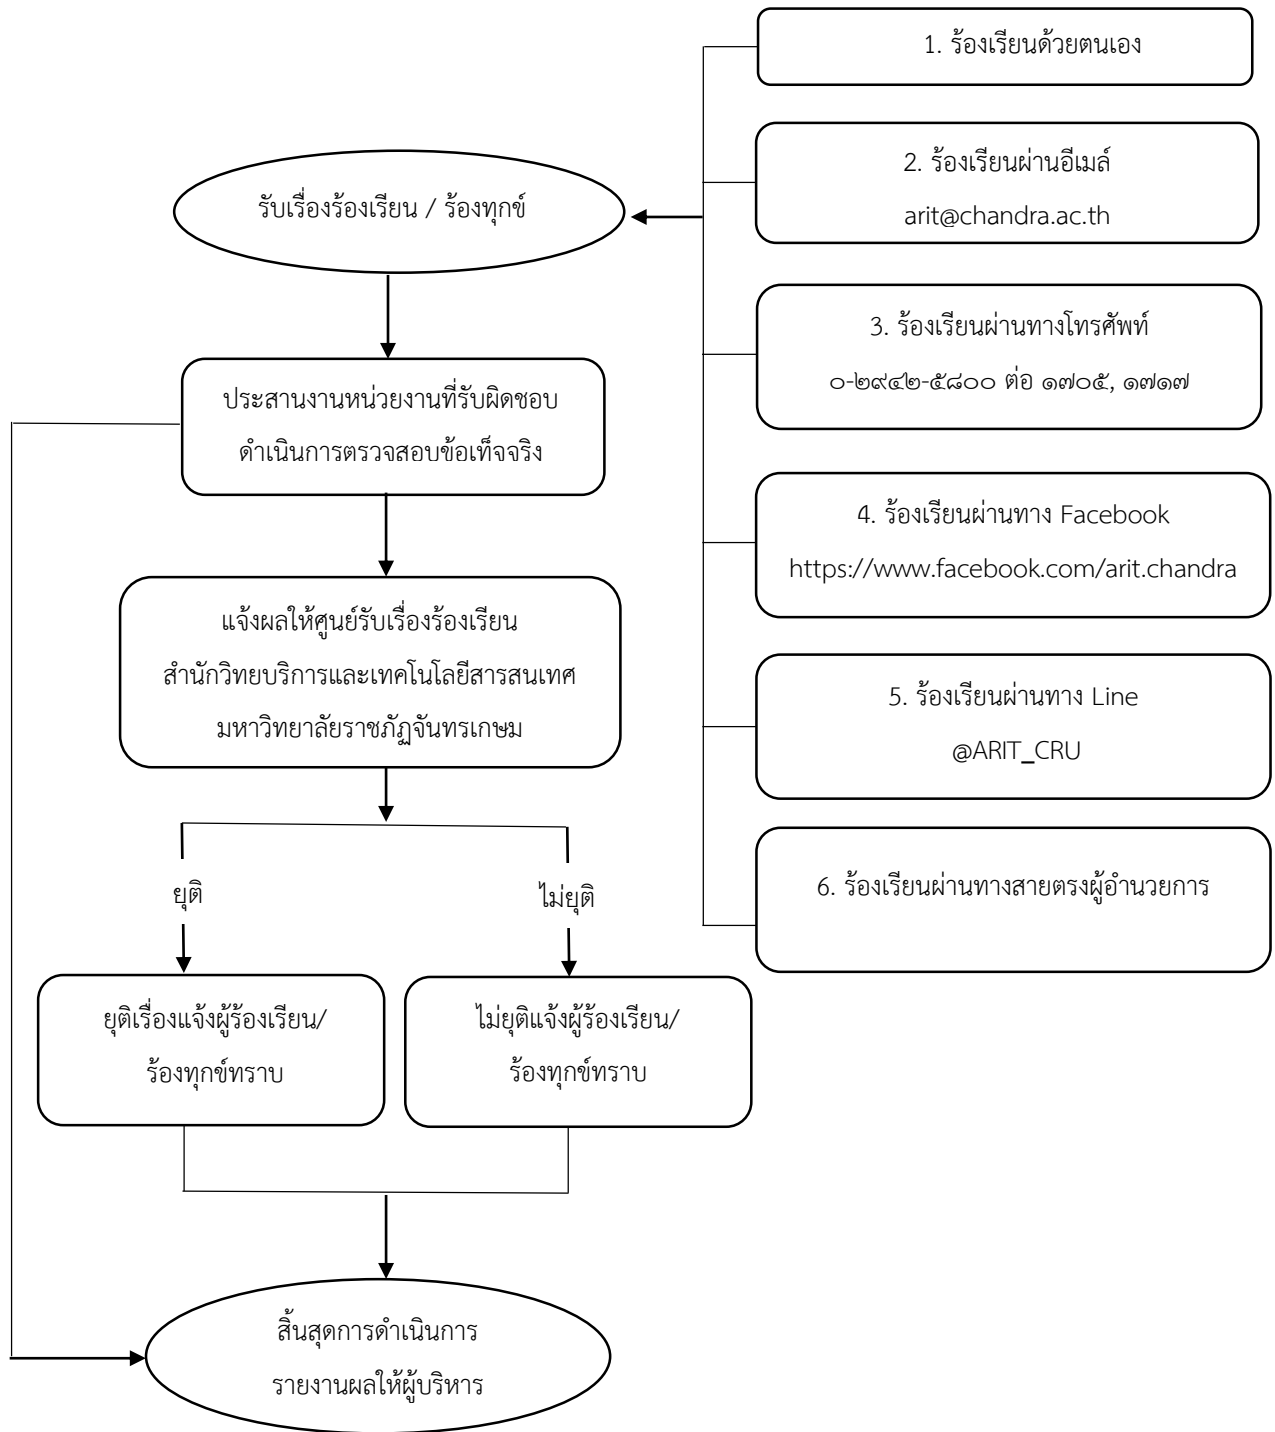 1. ร้องเรียนด้วยตนเอง
2. ร้องเรียนผ่านอีเมล์
arit@chandra.ac.th
รับเรื่องร้องเรียน / ร้องทุกข์
3. ร้องเรียนผ่านทางโทรศัพท์
๐-๒๙๔๒-๕๘๐๐ ต่อ ๑๗๐๕, ๑๗๑๗
ประสานงานหน่วยงานที่รับผิดชอบ
ดำเนินการตรวจสอบข้อเท็จจริง
4. ร้องเรียนผ่านทาง Facebook
https://www.facebook.com/arit.chandra
แจ้งผลให้ศูนย์รับเรื่องร้องเรียน
สำนักวิทยบริการและเทคโนโลยีสารสนเทศ
มหาวิทยาลัยราชภัฏจันทรเกษม
5. ร้องเรียนผ่านทาง Line
@ARIT_CRU
6. ร้องเรียนผ่านทางสายตรงผู้อำนวยการ
ยุติ
ไม่ยุติ
ยุติเรื่องแจ้งผู้ร้องเรียน/
ร้องทุกข์ทราบ
ไม่ยุติแจ้งผู้ร้องเรียน/
ร้องทุกข์ทราบ
สิ้นสุดการดำเนินการ
รายงานผลให้ผู้บริหาร